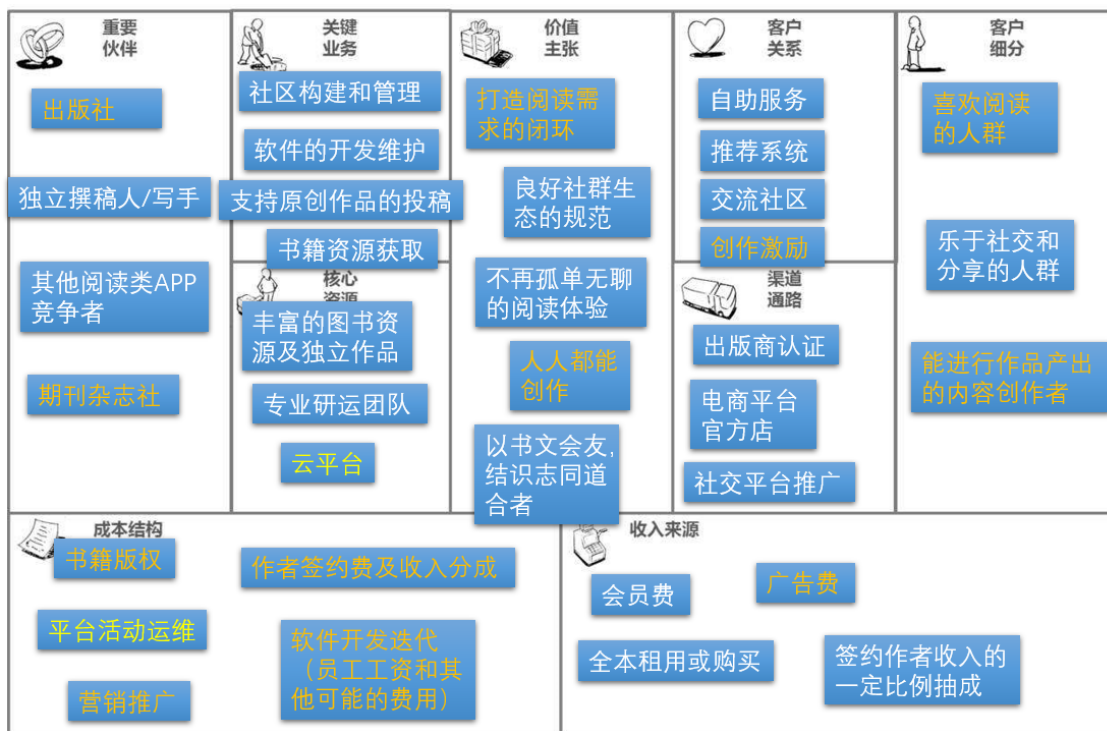 重要
伙伴
出版社
独立撰稿人/写手
其他阅读类APP
竞争者
期刊杂志社
关键
业务
社区构建和管理
软件的开发维护
支持原创作品的投稿
书籍资源获取
核心
资源
丰富的图书资
源及独立作品
专业研运团队
云平台
价值
主张
打造阅读需
求的闭环
良好社群生
态的规范
不再孤单无聊
的阅读体验
人人都能
创作
以书文会友,
结识志同道
合者
客户
关系
自助服务
推荐系统
交流社区
创作激励
渠道
通路
出版商认证
电商平台
官方店
社交平台推广
客户
细分
喜欢阅读
的人群
乐于社交和
分享的人群
能进行作品产出
的内容创作者
成本结构
书籍版权
作者签约费及收入分成
平台活动运维
软件开发迭代
（员工工资和其
他可能的费用）
营销推广
收入来源
会员费
广告费
全本租用或购买
签约作者收入的
一定比例抽成